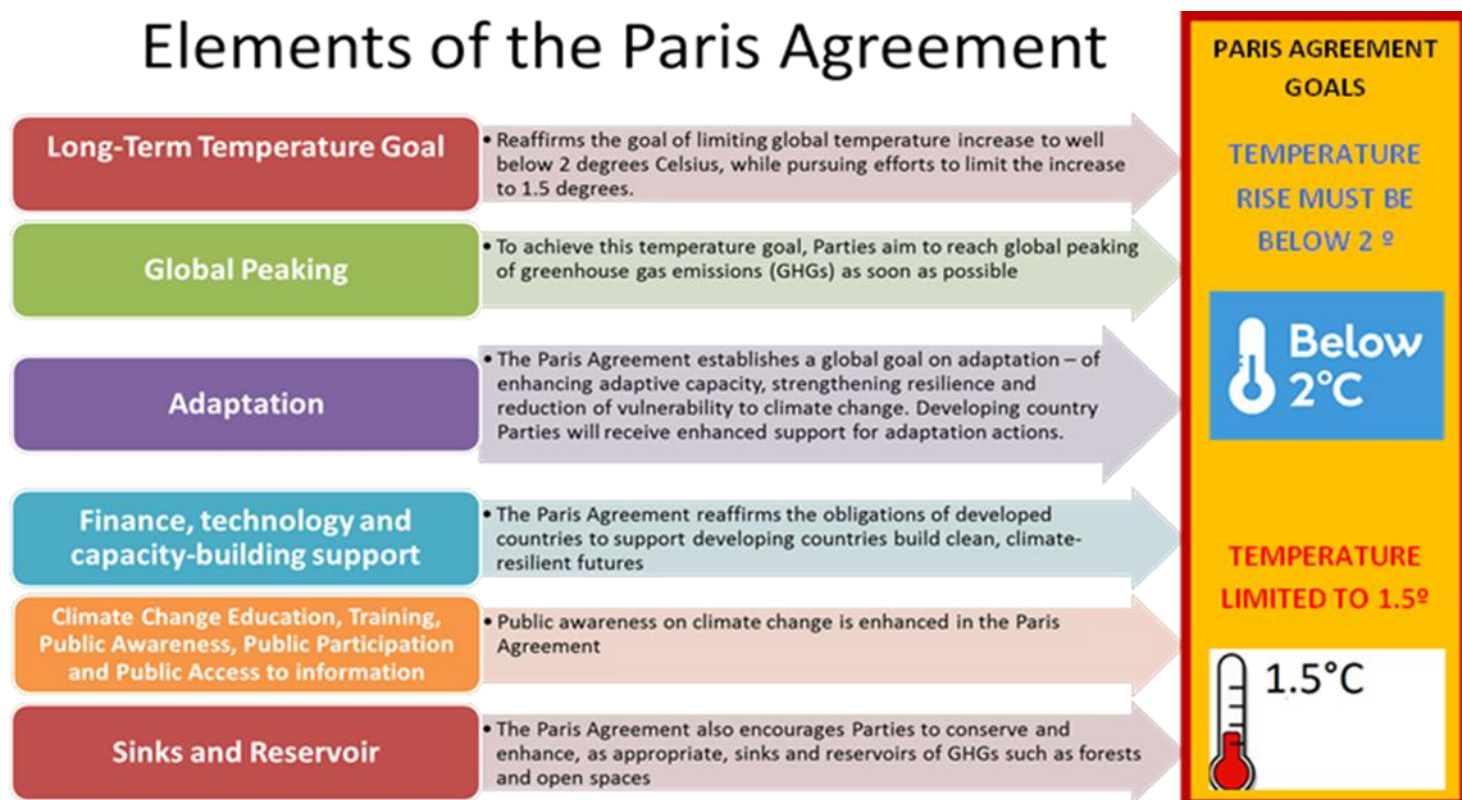 Elements of the Paris Agreement
Long-Term Temperature Goal
• Reaffirms the goal of limiting global temperature increase to well
below 2 degrees Celsius, while pursuing efforts to limit the increase
to 1.5 degrees.
Global Peaking
• To achieve this temperature goal, Parties aim to reach global peaking
of greenhouse gas emissions (GHGs) as soon as possible
Adaptation
• The Paris Agreement establishes a global goal on adaptation – of
enhancing adaptive capacity, strengthening resilience and
reduction of vulnerability to climate change. Developing country
Parties will receive enhanced support for adaptation actions.
Finance, technology and
capacity-building support
• The Paris Agreement reaffirms the obligations of developed
countries to support developing countries build clean, climate-
resilient futures
Climate Change Education, Training,
Public Awareness, Public Participation
and Public Access to information
• Public awareness on climate change is enhanced in the Paris
Agreement
Sinks and Reservoir
• The Paris Agreement also encourages Parties to conserve and
enhance, as appropriate, sinks and reservoirs of GHGs such as forests
and open spaces
PARIS AGREEMENT
GOALS
TEMPERATURE
RISE MUST BE
BELOW 2 º
Below
2°C
TEMPERATURE
LIMITED TO 1.5º
1.5°C